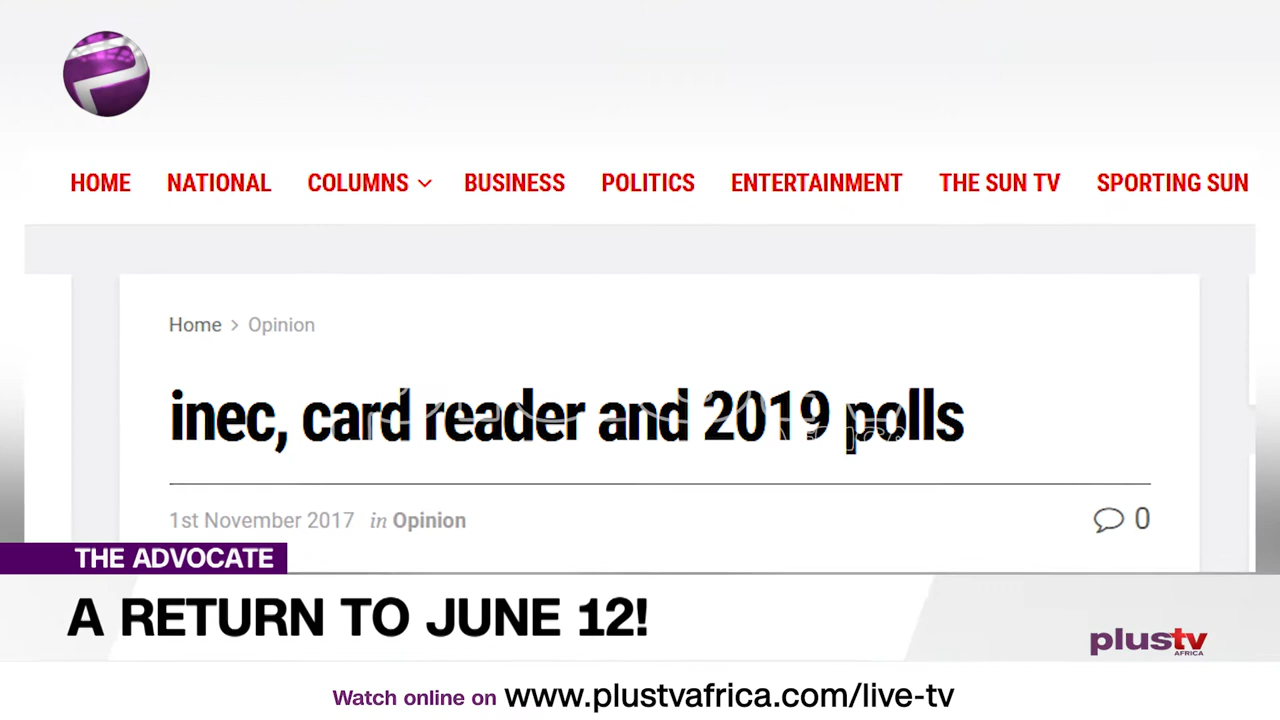 HOME NATIONAL COLUMNS BUSINESS POLITICS ENTERTAINMENT THE SUN TV SPORTING SUN
Home > Opinion
inec, card reader and 2019 polls
1st November 2017 in Opinion 0
THE ADVOCATE
A RETURN TO JUNE 12!
plustv
AFRICA
Watch online on www.plustvafrica.com/live-tv